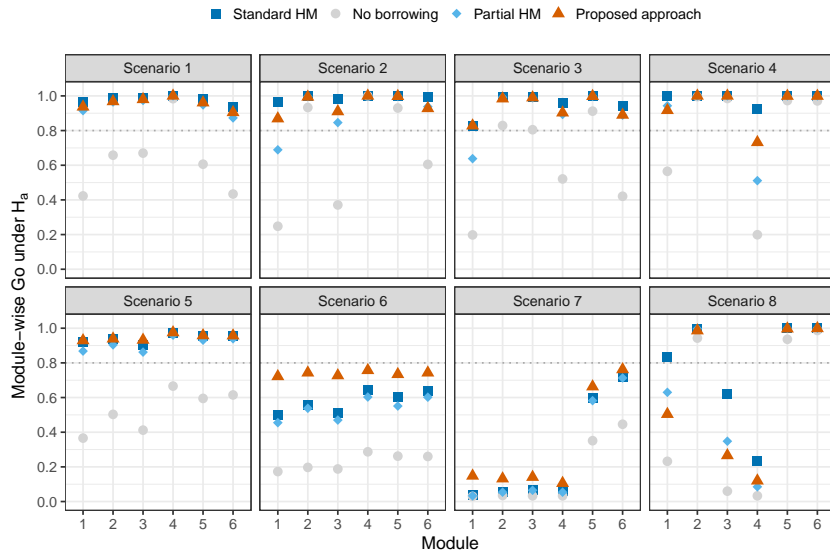 Standard HM No borrowing Partial HM Proposed approach
Scenario 1 Scenario 2 Scenario 3 Scenario 4
1.0
0.8
0.6
0.4
0.2
0.0
Scenario 5 Scenario 6 Scenario 7 Scenario 8
1.0
0.8
0.6
0.4
0.2
0.0
1 2 3 4 5 6 1 2 3 4 5 6 1 2 3 4 5 6 1 2 3 4 5 6
Module
Module−wise Go under Ha